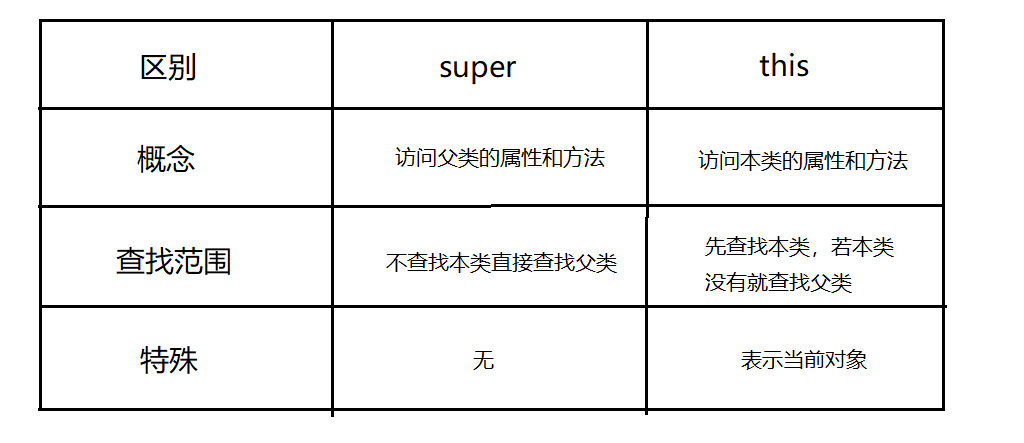 区别
super
this
概念
访问父类的属性和方法
访问本类的属性和方法
查找范围
不查找本类直接查找父类
先查找本类，若本类
没有就查找父类
特殊
无
表示当前对象